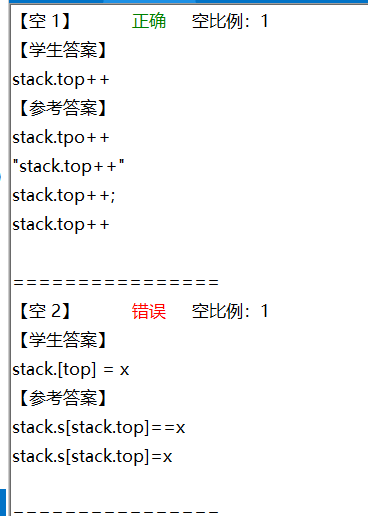 【空 1】 正确 空比例：1
【学生答案】
stack.top++
【参考答案】
stack.tpo++
"stack.top++"
stack.top++;
stack.top++
================
【空 2】 错误 空比例：1
【学生答案】
stack.[top] = x
【参考答案】
stack.s[stack.top]==x
stack.s[stack.top]=x
================